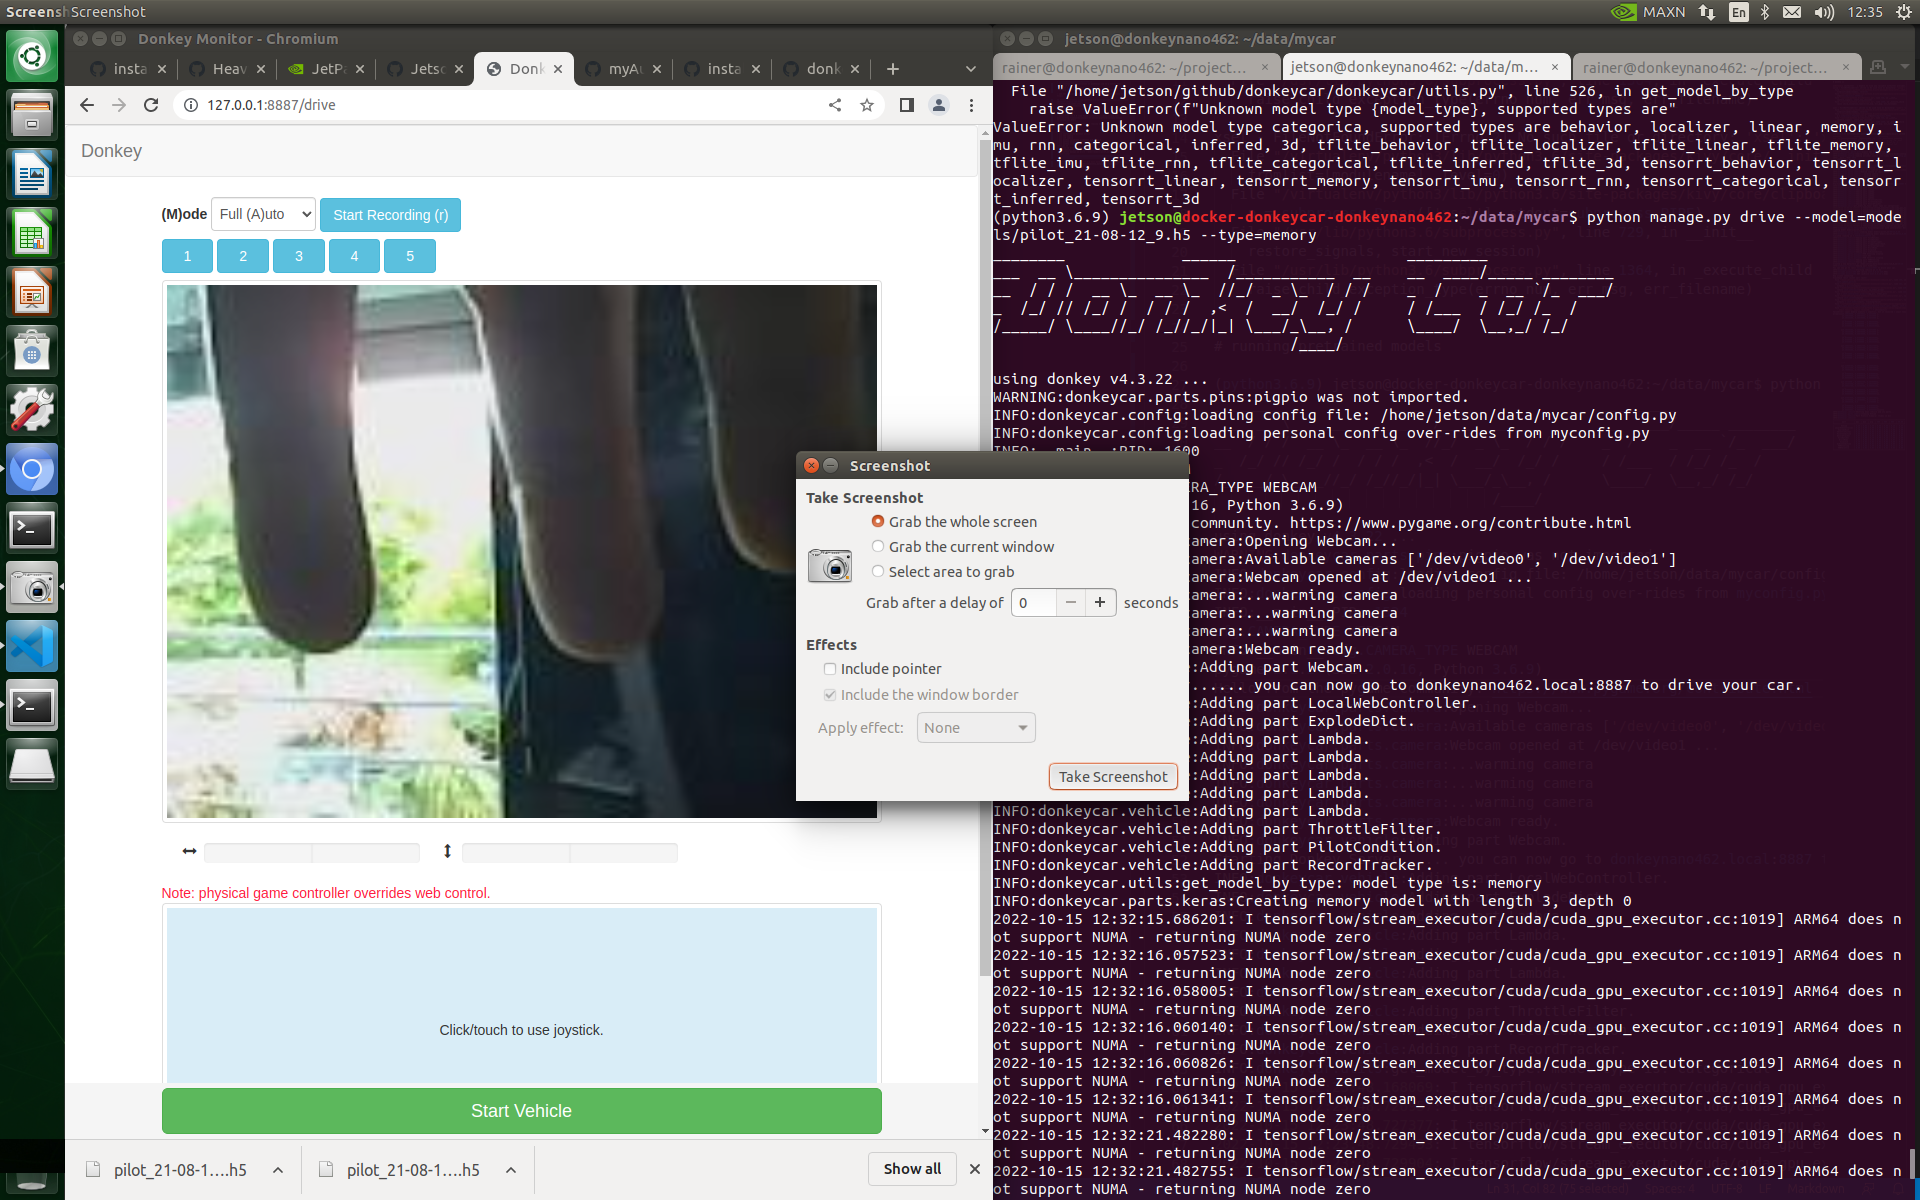 Screensh Screenshot
MAXN En 12:35
Donkey Monitor - Chromium
insta Heav JetPa Jetso Donk myAu insta donk
127.0.0.1:8887/drive
Donkey
(M)ode Full (A)uto Start Recording (r)
1 2 3 4 5
Note: physical game controller overrides web control.
Click/touch to use joystick.
Start Vehicle
pilot_21-08-1....h5 pilot_21-08-1....h5 Show all
Screenshot
Take Screenshot
Grab the whole screen
Grab the current window
Select area to grab
Grab after a delay of 0 seconds
Effects
Include pointer
Include the window border
Apply effect: None
Take Screenshot
jetson@donkeynano462: ~/data/mycar
rainer@donkeynano462: ~/project... jetson@donkeynano462: ~/data/m... rainer@donkeynano462: ~/project...
File "/home/jetson/github/donkeycar/donkeycar/utils.py", line 526, in get_model_by_type
raise ValueError(f"Unknown model type {model_type}, supported types are"
ValueError: Unknown model type categorica, supported types are behavior, localizer, linear, memory, i
mu, rnn, categorical, inferred, 3d, tflite_behavior, tflite_localizer, tflite_linear, tflite_memory,
tflite_imu, tflite_rnn, tflite_categorical, tflite_inferred, tflite_3d, tensorrt_behavior, tensorrt_l
ocalizer, tensorrt_linear, tensorrt_memory, tensorrt_imu, tensorrt_rnn, tensorrt_categorical, tensorr
t_inferred, tensorrt_3d
(python3.6.9) jetson@docker-donkeycar-donkeynano462:~/data/mycar$ python manage.py drive --model=mode
ls/pilot_21-08-12_9.h5 --type=memory
using donkey v4.3.22 ...
WARNING:donkeycar.parts.pins:pigpio was not imported.
INFO:donkeycar.config:loading config file: /home/jetson/data/mycar/config.py
INFO:donkeycar.config:loading personal config over-rides from myconfig.py
INFO:__main__:PID: 1600
RA_TYPE WEBCAM
16, Python 3.6.9)
community. https://www.pygame.org/contribute.html
amera:Opening Webcam...
amera:Available cameras ['/dev/video0', '/dev/video1']
amera:Webcam opened at /dev/video1 ...
amera:...warming camera
amera:...warming camera
amera:...warming camera
amera:Webcam ready.
:Adding part Webcam.
...... you can now go to donkeynano462.local:8887 to drive your car.
:Adding part LocalWebController.
:Adding part ExplodeDict.
:Adding part Lambda.
:Adding part Lambda.
:Adding part Lambda.
:Adding part Lambda.
INFO:donkeycar.vehicle:Adding part Lambda.
INFO:donkeycar.vehicle:Adding part ThrottleFilter.
INFO:donkeycar.vehicle:Adding part PilotCondition.
INFO:donkeycar.vehicle:Adding part RecordTracker.
INFO:donkeycar.utils:get_model_by_type: model type is: memory
INFO:donkeycar.parts.keras:Creating memory model with length 3, depth 0
2022-10-15 12:32:15.686201: I tensorflow/stream_executor/cuda/cuda_gpu_executor.cc:1019] ARM64 does n
ot support NUMA - returning NUMA node zero
2022-10-15 12:32:16.057523: I tensorflow/stream_executor/cuda/cuda_gpu_executor.cc:1019] ARM64 does n
ot support NUMA - returning NUMA node zero
2022-10-15 12:32:16.058005: I tensorflow/stream_executor/cuda/cuda_gpu_executor.cc:1019] ARM64 does n
ot support NUMA - returning NUMA node zero
2022-10-15 12:32:16.060140: I tensorflow/stream_executor/cuda/cuda_gpu_executor.cc:1019] ARM64 does n
ot support NUMA - returning NUMA node zero
2022-10-15 12:32:16.060826: I tensorflow/stream_executor/cuda/cuda_gpu_executor.cc:1019] ARM64 does n
ot support NUMA - returning NUMA node zero
2022-10-15 12:32:16.061341: I tensorflow/stream_executor/cuda/cuda_gpu_executor.cc:1019] ARM64 does n
ot support NUMA - returning NUMA node zero
2022-10-15 12:32:21.482280: I tensorflow/stream_executor/cuda/cuda_gpu_executor.cc:1019] ARM64 does n
ot support NUMA - returning NUMA node zero
2022-10-15 12:32:21.482755: I tensorflow/stream_executor/cuda/cuda_gpu_executor.cc:1019] ARM64 does n
ot support NUMA - returning NUMA node zero